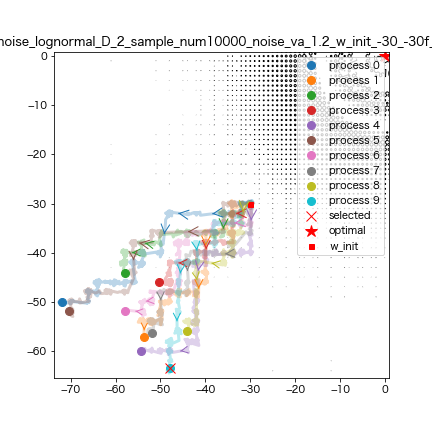 noise_lognormal_D_2_sample_num10000_noise_va_1.2_w_init_-30_-30f_
0
−10
−20
−30
−40
−50
−60
−70
−60
−50
−40
−30
−20
−10
0
process 0
process 1
process 2
process 3
process 4
process 5
process 6
process 7
process 8
process 9
selected
optimal
w_init